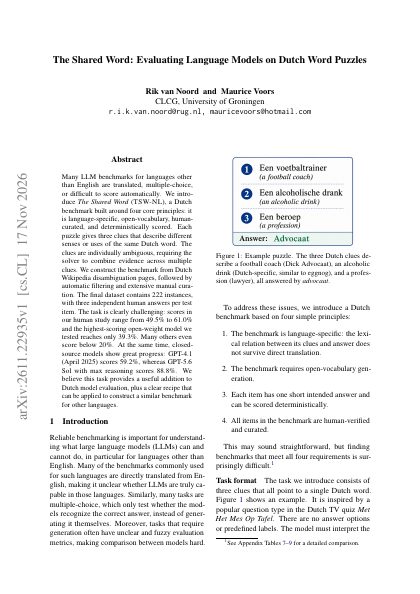 The Shared Word: Evaluating Language Models on Dutch Word Puzzles
Rik van Noord and Maurice Voors
CLCG, University of Groningen
r.i.k.van.noord@rug.nl, mauricevoors@hotmail.com
arXiv:2611.22935v1 [cs.CL] 17 Nov 2026
Abstract
Many LLM benchmarks for languages other
than English are translated, multiple-choice,
or difficult to score automatically. We intro-
duce The Shared Word (TSW-NL), a Dutch
benchmark built around four core principles: it
is language-specific, open-vocabulary, human-
curated, and deterministically scored. Each
puzzle gives three clues that describe different
senses or uses of the same Dutch word. The
clues are individually ambiguous, requiring the
solver to combine evidence across multiple
clues. We construct the benchmark from Dutch
Wikipedia disambiguation pages, followed by
automatic filtering and extensive manual cura-
tion. The final dataset contains 222 instances,
with three independent human answers per test
item. The task is clearly challenging: scores in
our human study range from 49.5% to 61.0%
and the highest-scoring open-weight model we
tested reaches only 39.3%. Many others even
score below 20%. At the same time, closed-
source models show great progress: GPT-4.1
(April 2025) scores 59.2%, whereas GPT-5.6
Sol with max reasoning scores 88.8%. We
believe this task provides a useful addition to
Dutch model evaluation, plus a clear recipe that
can be applied to construct a similar benchmark
for other languages.
1 Introduction
Reliable benchmarking is important for understand-
ing what large language models (LLMs) can and
cannot do, in particular for languages other than
English. Many of the benchmarks commonly used
for such languages are directly translated from En-
glish, making it unclear whether LLMs are truly ca-
pable in those languages. Similarly, many tasks are
multiple-choice, which only test whether the mod-
els recognize the correct answer, instead of gener-
ating it themselves. Moreover, tasks that require
generation often have unclear and fuzzy evaluation
metrics, making comparison between models hard.
1 Een voetbaltrainer
(a football coach)
2 Een alcoholische drank
(an alcoholic drink)
3 Een beroep
(a profession)
Answer: Advocaat
Figure 1: Example puzzle. The three Dutch clues de-
scribe a football coach (Dick Advocaat), an alcoholic
drink (Dutch-specific, similar to eggnog), and a profes-
sion (lawyer), all answered by advocaat.
To address these issues, we introduce a Dutch
benchmark based on four simple principles:
1. The benchmark is language-specific: the lexi-
cal relation between its clues and answer does
not survive direct translation.
2. The benchmark requires open-vocabulary gen-
eration.
3. Each item has one short intended answer and
can be scored deterministically.
4. All items in the benchmark are human-verified
and curated.
This may sound straightforward, but finding
benchmarks that meet all four requirements is sur-
prisingly difficult.1
Task format The task we introduce consists of
three clues that all point to a single Dutch word.
Figure 1 shows an example. It is inspired by a
popular question type in the Dutch TV quiz Met
Het Mes Op Tafel. There are no answer options
or predefined labels. The model must interpret the
1 See Appendix Tables 7–9 for a detailed comparison.